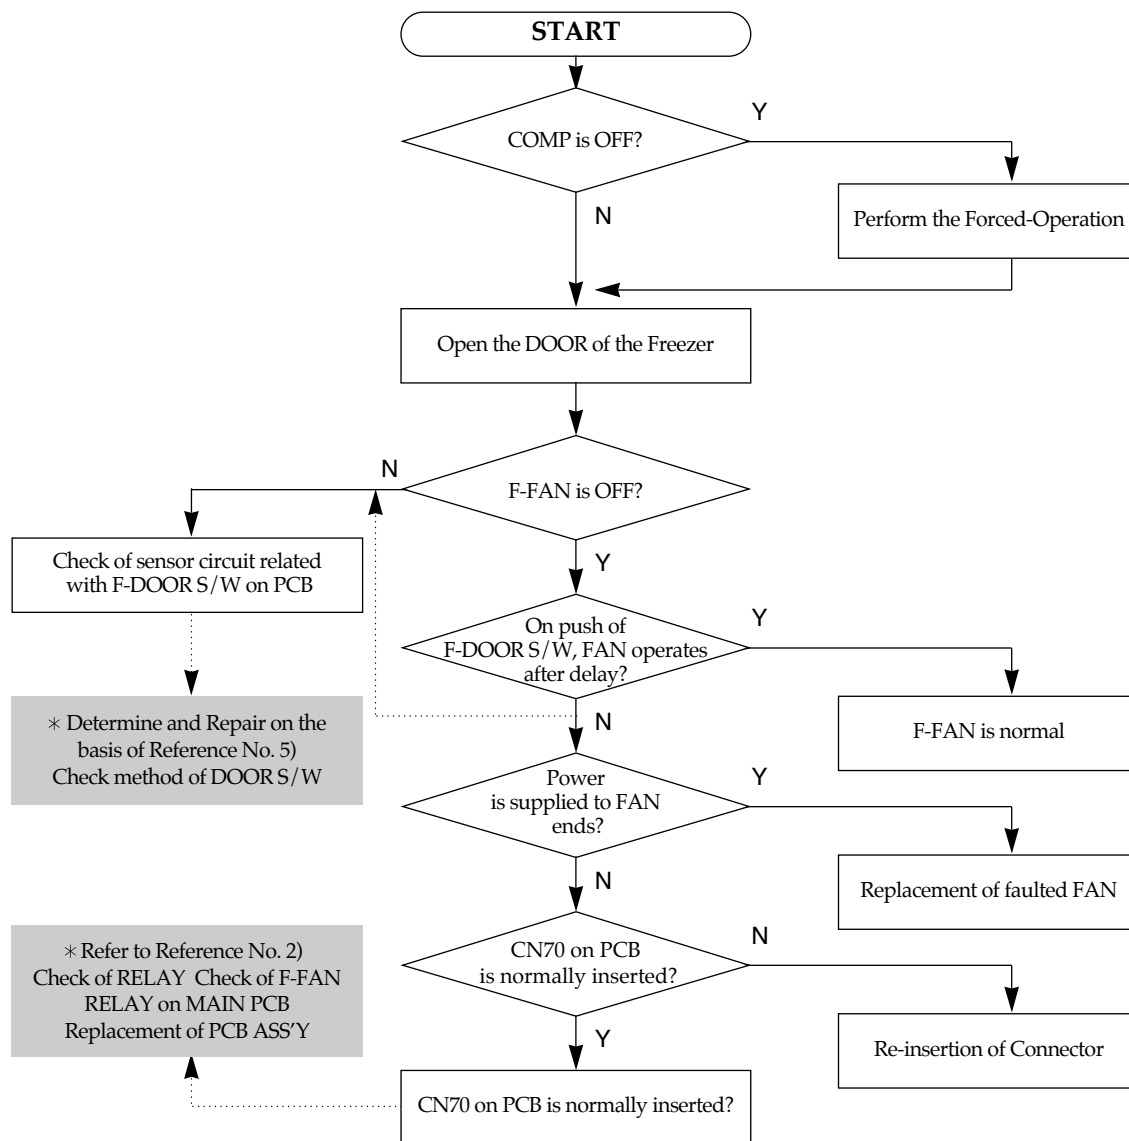 START
COMP is OFF?
Y
N
Perform the Forced-Operation
Open the DOOR of the Freezer
N
F-FAN is OFF?
Y
Check of sensor circuit related
with F-DOOR S/W on PCB
On push of
F-DOOR S/W, FAN operates
after delay?
Y
N
F-FAN is normal
* Determine and Repair on the
basis of Reference No. 5)
Check method of DOOR S/W
Power
is supplied to FAN
ends?
Y
N
Replacement of faulted FAN
CN70 on PCB
is normally inserted?
N
Y
Re-insertion of Connector
* Refer to Reference No. 2)
Check of RELAY Check of F-FAN
RELAY on MAIN PCB
Replacement of PCB ASS'Y
CN70 on PCB is normally inserted?